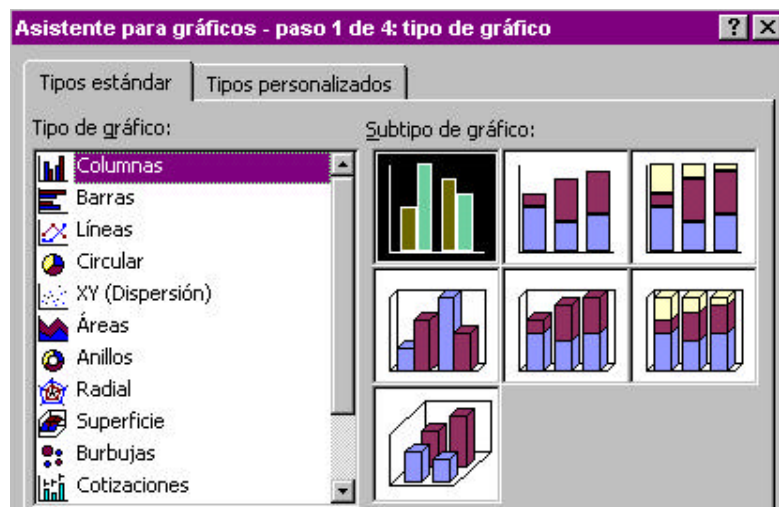 Asistente para gráficos - paso 1 de 4: tipo de gráfico
Tipos estándar
Tipos personalizados
Tipo de gráfico:
Subtipo de gráfico:
Columnas
Barras
Líneas
Circular
XY (Dispersión)
Áreas
Anillos
Radial
Superficie
Burbujas
Cotizaciones